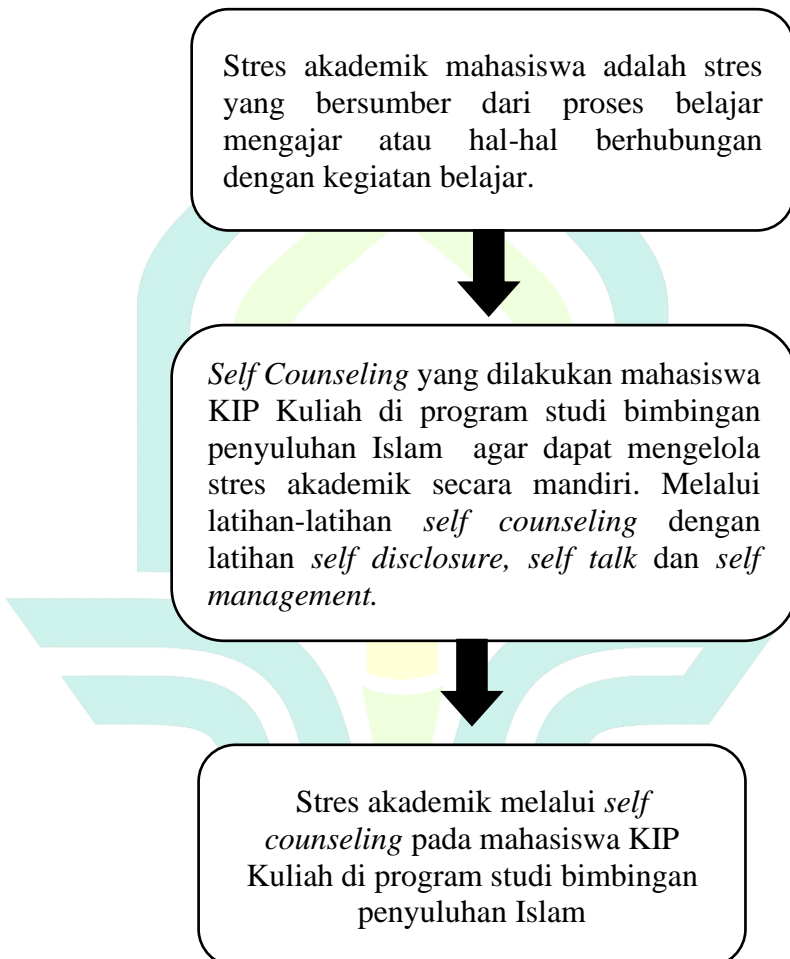 Stres akademik mahasiswa adalah stres
yang bersumber dari proses belajar
mengajar atau hal-hal berhubungan
dengan kegiatan belajar.
Self Counseling yang dilakukan mahasiswa
KIP Kuliah di program studi bimbingan
penyuluhan Islam agar dapat mengelola
stres akademik secara mandiri. Melalui
latihan-latihan self counseling dengan
latihan self disclosure, self talk dan self
management.
Stres akademik melalui self
counseling pada mahasiswa KIP
Kuliah di program studi bimbingan
penyuluhan Islam